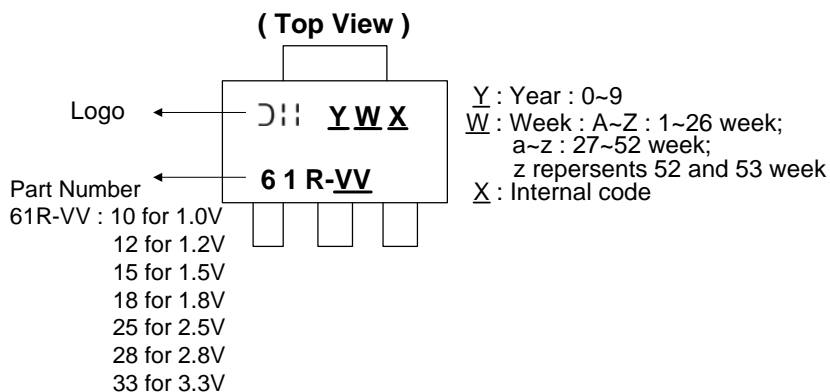 ( Top View )
Logo
Y W X
61R-VV
Y : Year : 0~9
W : Week : A~Z : 1~26 week;
a~z : 27~52 week;
z repersents 52 and 53 week
X : Internal code
Part Number
61R-VV : 10 for 1.0V
12 for 1.2V
15 for 1.5V
18 for 1.8V
25 for 2.5V
28 for 2.8V
33 for 3.3V